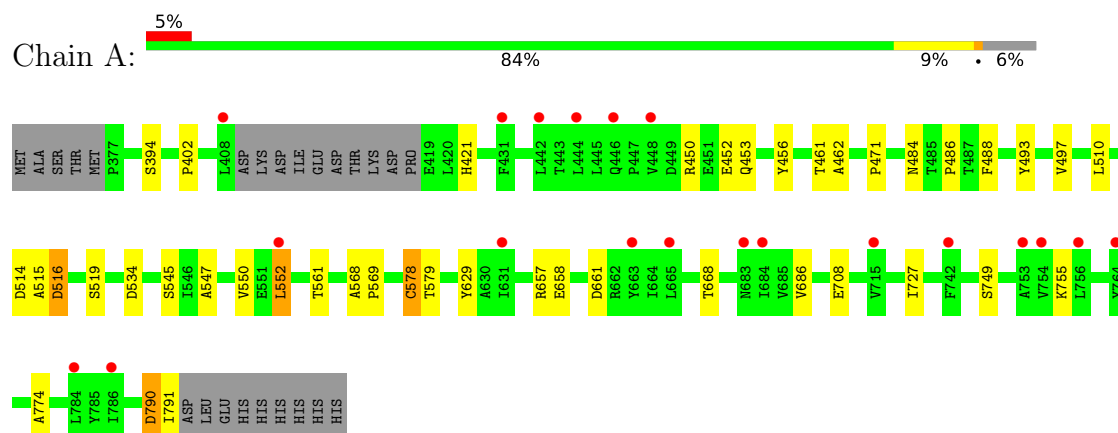 5%
Chain A:
84% 9% • 6%
MET ALA SER THR MET P377 S394 P402 L408 ASP LYS ASP ILE GLU ASP THR LYS ASP PRO E419 L420 H421 F431 L442 T443 L444 L445 Q446 P447 V448 D449 R450 E451 E452 Q453 Y456 T461 A462 P471 N484 T485 P486 T487 F488 Y493 V497 L510
D514 A515 D516 S519 D534 S545 I546 A547 V550 E551 L552 T561 A568 P569 C578 T579 Y629 A630 I631 R657 E658 D661 R662 Y663 I664 L665 T668 N683 I684 V685 V686 E708 V715 I727 F742 S749 A753 V754 K755 L756 Y764
A774 L784 Y785 I786 D790 I791 ASP LEU GLU HIS HIS HIS HIS HIS HIS